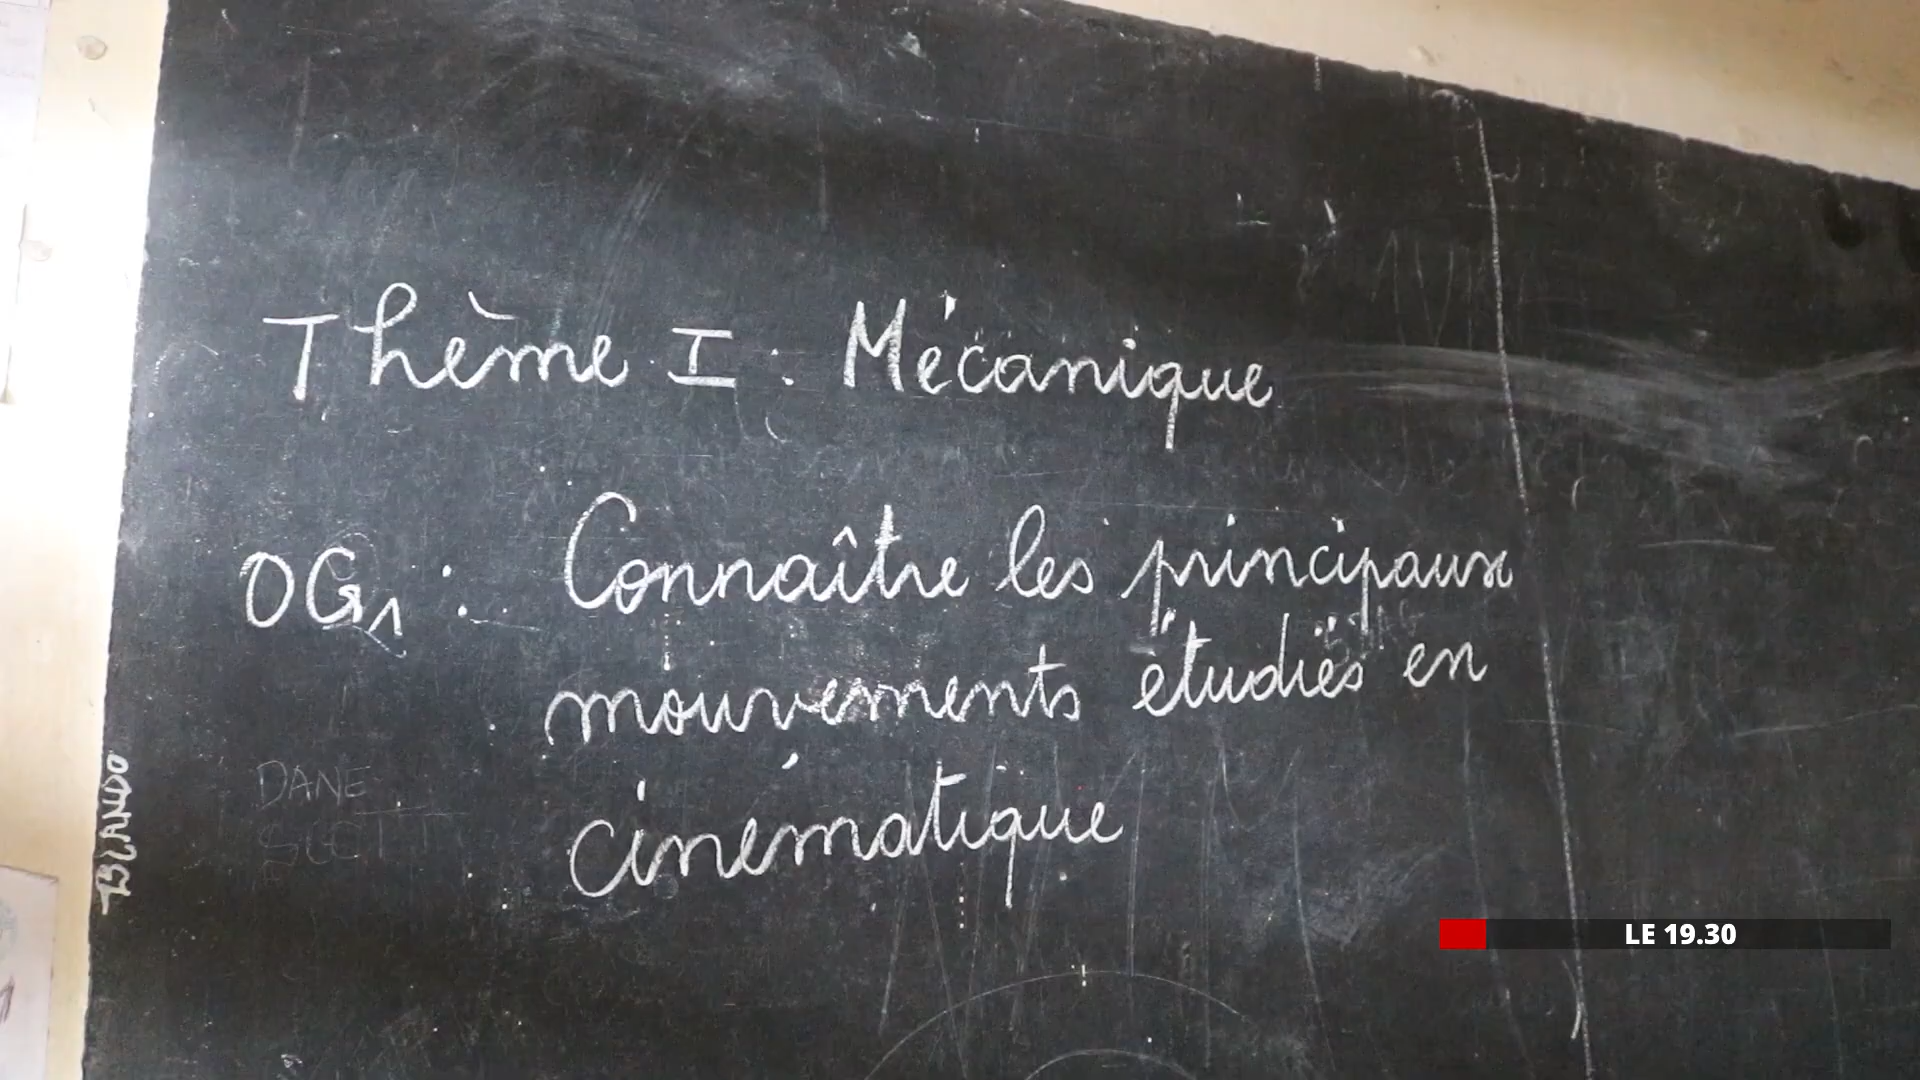 Thème I : Mécanique
OG1 : Connaître les principaux
mouvements étudiés en
cinématique
DANE
BLANDO
LE 19.30